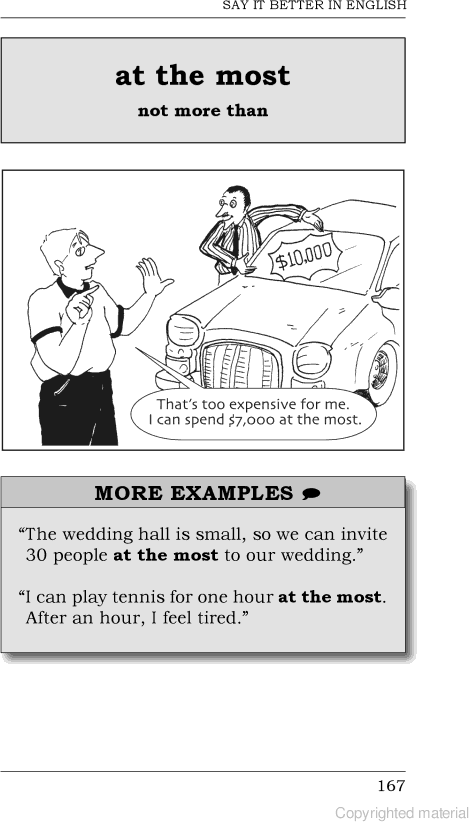 SAY IT BETTER IN ENGLISH
at the most
not more than
$10,000
That's too expensive for me.
I can spend $7,000 at the most.
MORE EXAMPLES
“The wedding hall is small, so we can invite
30 people at the most to our wedding.”
“I can play tennis for one hour at the most.
After an hour, I feel tired.”
167
Copyrighted material